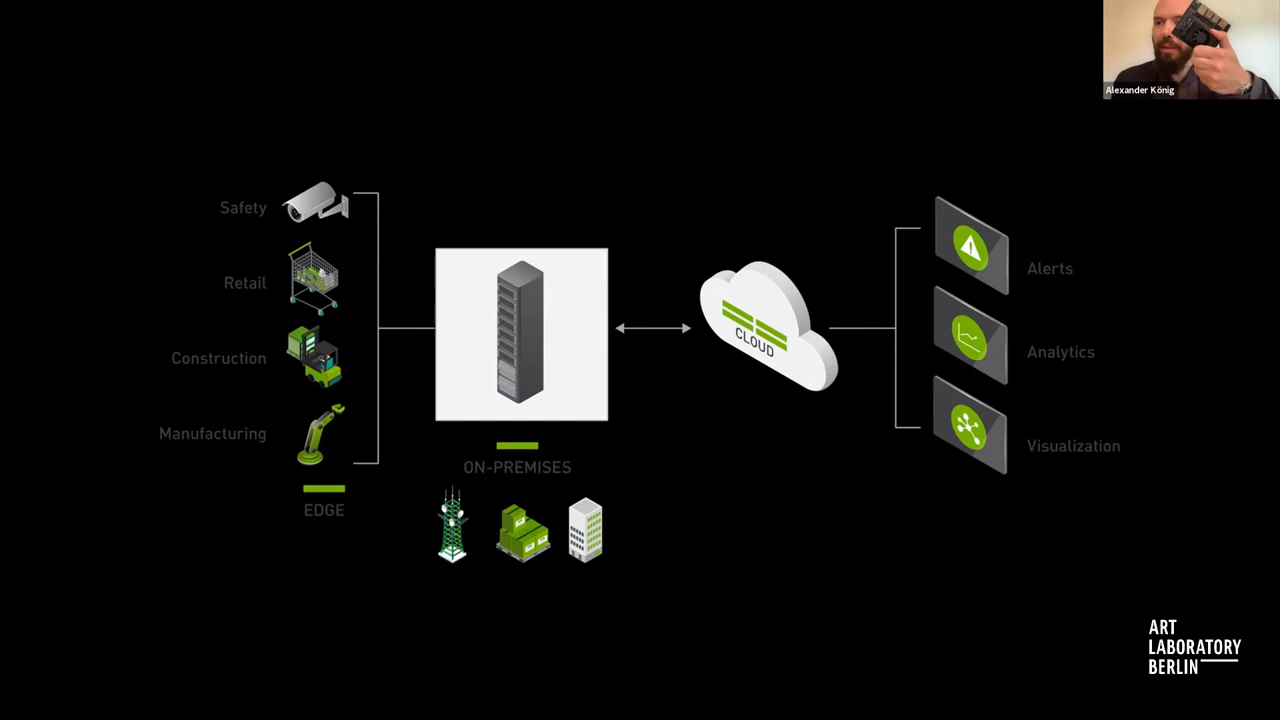 Alexander König
Safety
Retail
Construction
Manufacturing
EDGE
ON-PREMISES
CLOUD
Alerts
Analytics
Visualization
ART
LABORATORY
BERLIN